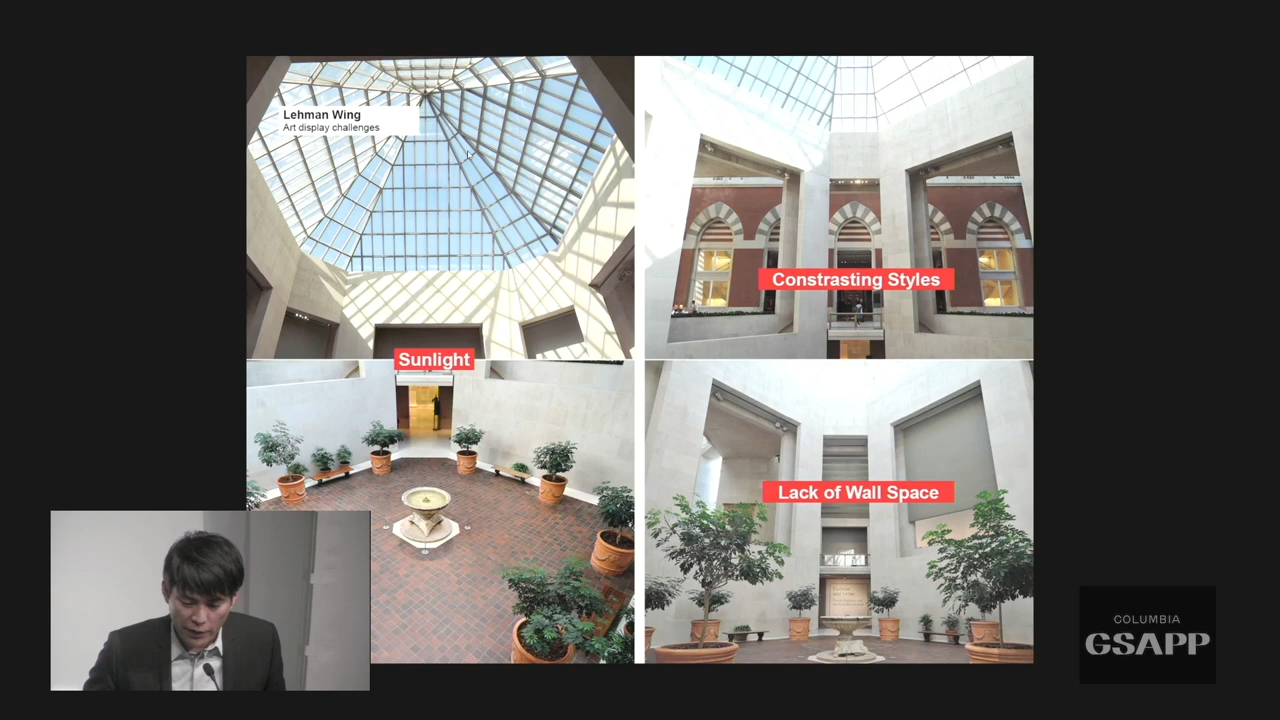 Lehman Wing
Art display challenges
Constrasting Styles
Sunlight
Lack of Wall Space
COLUMBIA
GSAPP